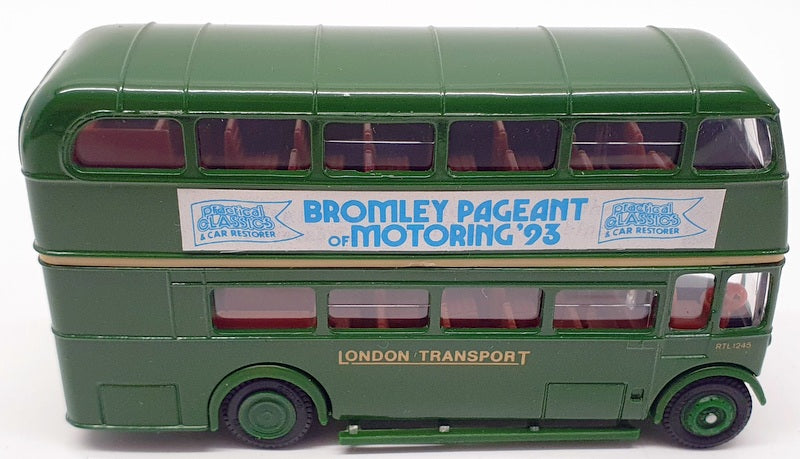 Practical
CLASSICS
& CAR RESTORER
BROMLEY PAGEANT
OF MOTORING '93
Practical
CLASSICS
& CAR RESTORER
LONDON TRANSPORT
RTL1245